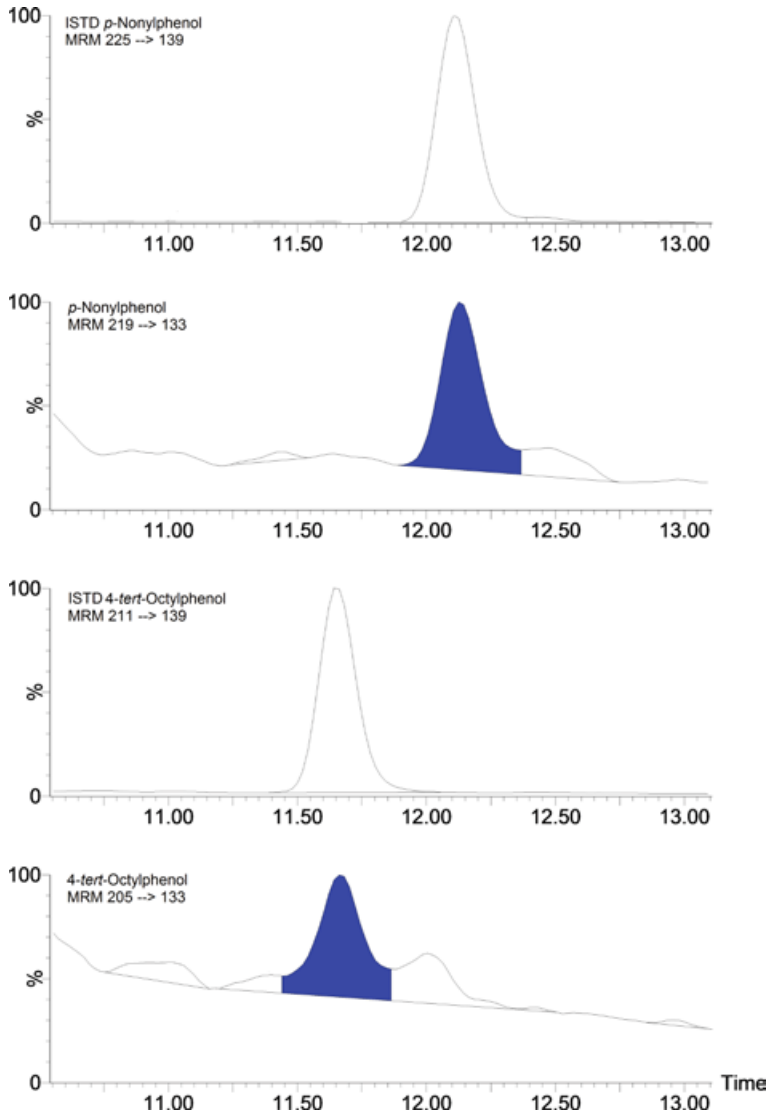 100
ISTD p-Nonylphenol
MRM 225 --> 139
%
0
11.00 11.50 12.00 12.50 13.00
100
p-Nonylphenol
MRM 219 --> 133
%
0
11.00 11.50 12.00 12.50 13.00
100
ISTD 4-tert-Octylphenol
MRM 211 --> 139
%
0
11.00 11.50 12.00 12.50 13.00
100
4-tert-Octylphenol
MRM 205 --> 133
%
0
Time
11.00 11.50 12.00 12.50 13.00